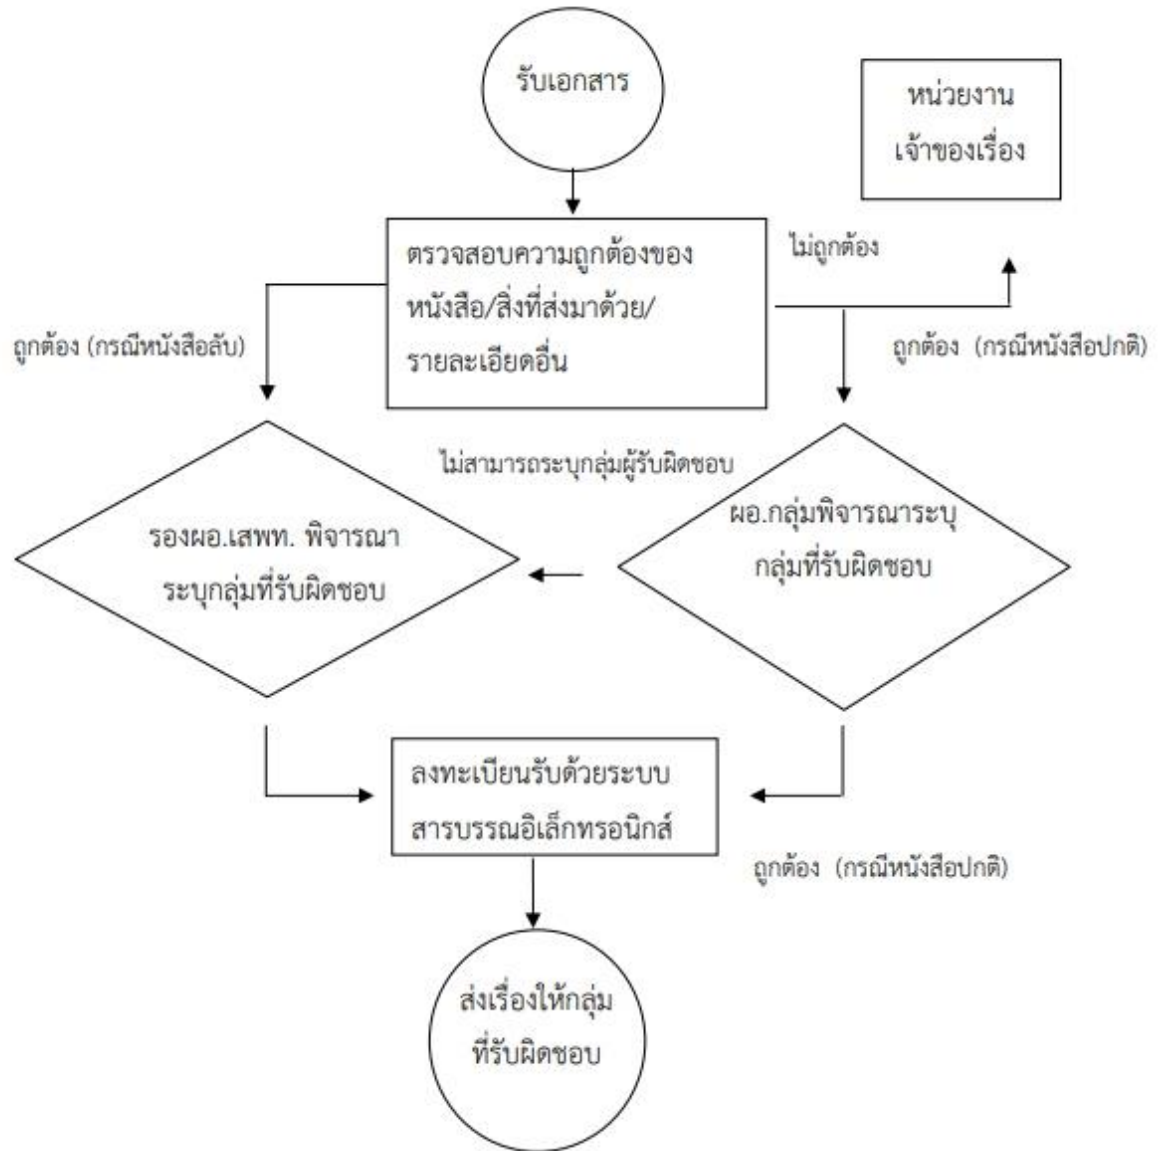 รับเอกสาร
หน่วยงาน
เจ้าของเรื่อง
ตรวจสอบความถูกต้องของ
หนังสือ/สิ่งที่ส่งมาด้วย/
รายละเอียดอื่น
ไม่ถูกต้อง
ถูกต้อง (กรณีหนังสือลับ)
ถูกต้อง (กรณีหนังสือปกติ)
ไม่สามารถระบุกลุ่มผู้รับผิดชอบ
รองผอ.เสพท. พิจารณา
ระบุกลุ่มที่รับผิดชอบ
ผอ.กลุ่มพิจารณาระบุ
กลุ่มที่รับผิดชอบ
ลงทะเบียนรับด้วยระบบ
สารบรรณอิเล็กทรอนิกส์
ถูกต้อง (กรณีหนังสือปกติ)
ส่งเรื่องให้กลุ่ม
ที่รับผิดชอบ